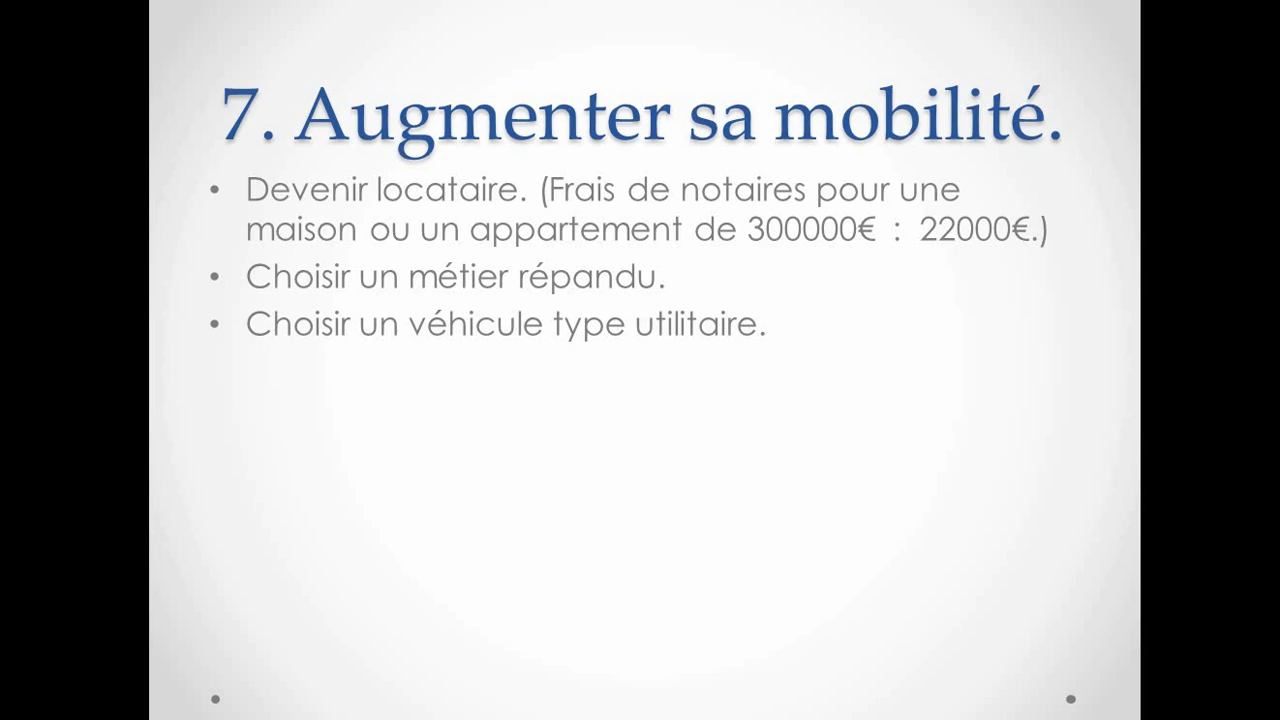 7. Augmenter sa mobilité.
• Devenir locataire. (Frais de notaires pour une
maison ou un appartement de 300000€ : 22000€.)
• Choisir un métier répandu.
• Choisir un véhicule type utilitaire.